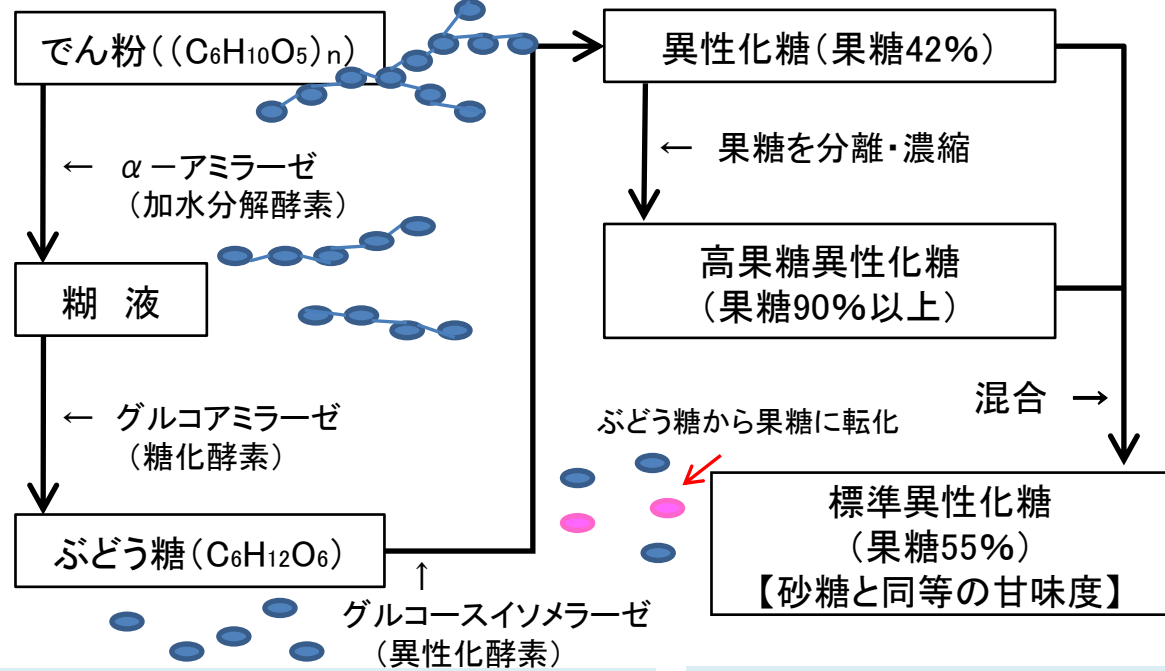 でん粉((C6H10O5)n)
← α－アミラーゼ
(加水分解酵素)
糊 液
← グルコアミラーゼ
(糖化酵素)
ぶどう糖(C6H12O6)
↑
グルコースイソメラーゼ
(異性化酵素)
異性化糖(果糖42%)
← 果糖を分離・濃縮
高果糖異性化糖
(果糖90%以上)
混合 →
ぶどう糖から果糖に転化
標準異性化糖
(果糖55%)
【砂糖と同等の甘味度】